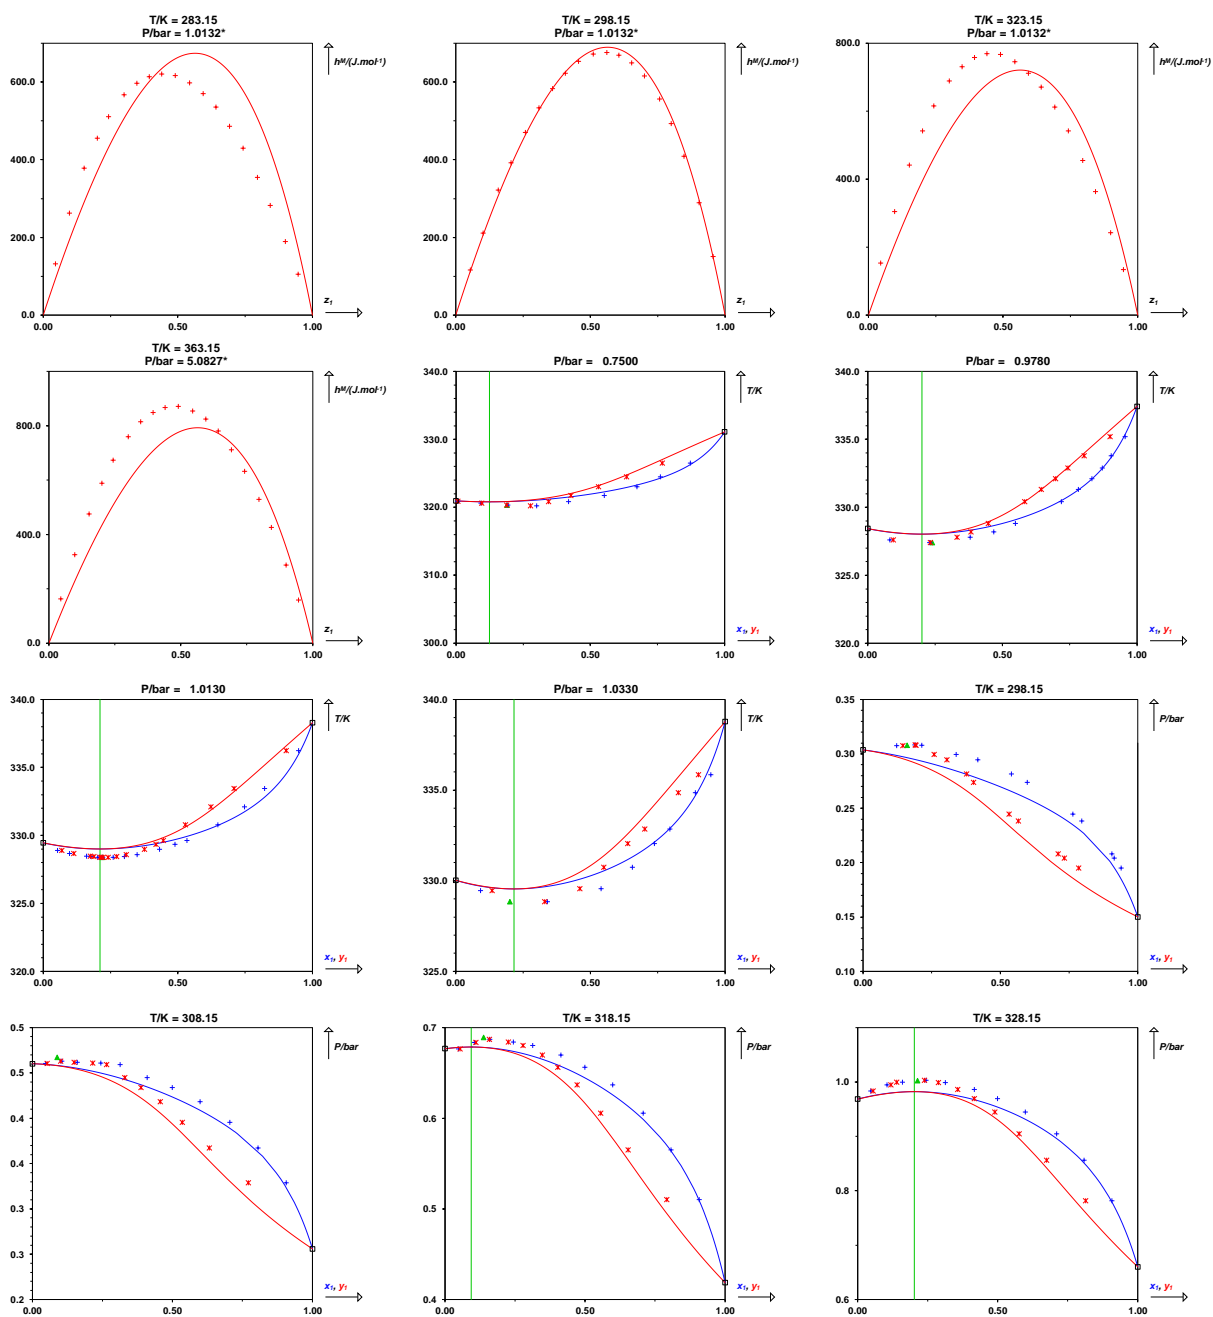 T/K = 283.15
P/bar = 1.0132*
h^M/(J.mol-1)
600.0
400.0
200.0
0.0
z1
0.00 0.50 1.00
T/K = 298.15
P/bar = 1.0132*
h^M/(J.mol-1)
600.0
400.0
200.0
0.0
z1
0.00 0.50 1.00
T/K = 323.15
P/bar = 1.0132*
800.0
h^M/(J.mol-1)
400.0
0.0
z1
0.00 0.50 1.00
T/K = 363.15
P/bar = 5.0827*
h^M/(J.mol-1)
800.0
400.0
0.0
z1
0.00 0.50 1.00
P/bar = 0.7500
340.0
T/K
330.0
320.0
310.0
300.0
x1, y1
0.00 0.50 1.00
P/bar = 0.9780
340.0
T/K
335.0
330.0
325.0
320.0
x1, y1
0.00 0.50 1.00
P/bar = 1.0130
340.0
T/K
335.0
330.0
325.0
320.0
x1, y1
0.00 0.50 1.00
P/bar = 1.0330
340.0
T/K
335.0
330.0
325.0
x1, y1
0.00 0.50 1.00
T/K = 298.15
0.35
P/bar
0.30
0.25
0.20
0.15
0.10
x1, y1
0.00 0.50 1.00
T/K = 308.15
0.5
P/bar
0.5
0.4
0.4
0.3
0.3
0.2
x1, y1
0.00 0.50 1.00
T/K = 318.15
0.7
P/bar
0.6
0.5
0.4
x1, y1
0.00 0.50 1.00
T/K = 328.15
P/bar
1.0
0.8
0.6
x1, y1
0.00 0.50 1.00